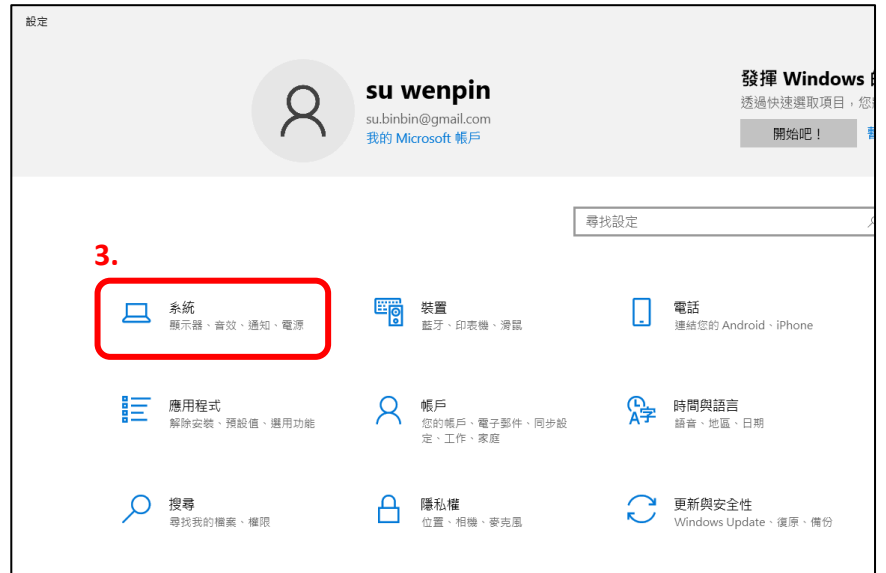 設定
su wenpin
su.binbin@gmail.com
我的 Microsoft 帳戶
發揮 Windows
透過快速選取項目，您
開始吧！
尋找設定
3.
系統
顯示器、音效、通知、電源
裝置
藍牙、印表機、滑鼠
電話
連結您的 Android、iPhone
應用程式
解除安裝、預設值、選用功能
帳戶
您的帳戶、電子郵件、同步設
定、工作、家庭
時間與語言
語音、地區、日期
搜尋
尋找我的檔案、權限
隱私權
位置、相機、麥克風
更新與安全性
Windows Update、復原、備份